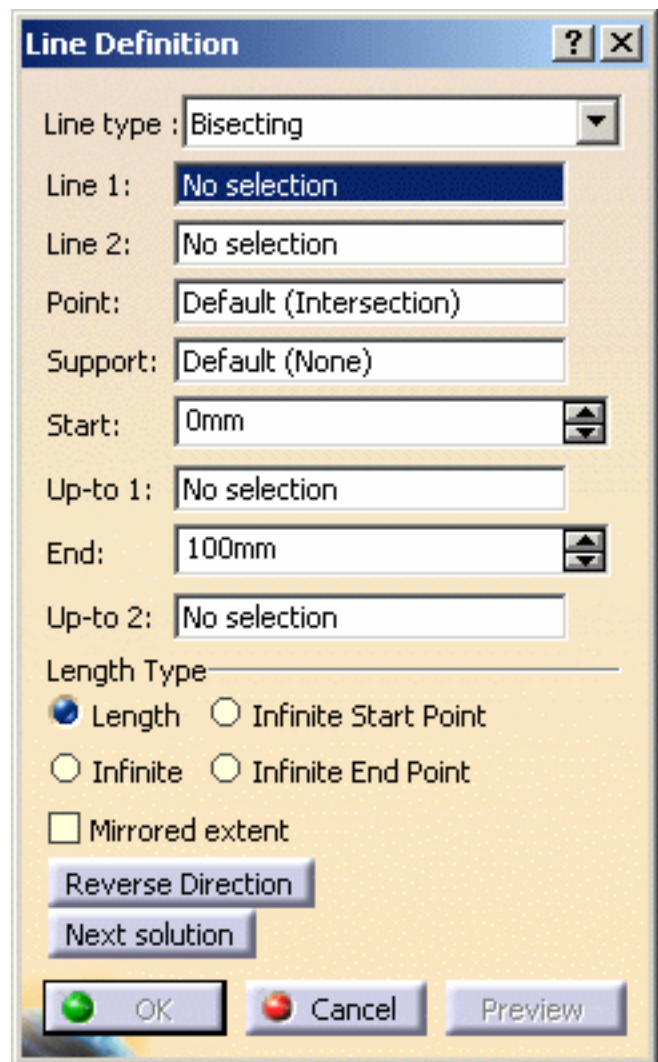 Line Definition
Line type : Bisecting
Line 1: No selection
Line 2: No selection
Point: Default (Intersection)
Support: Default (None)
Start: 0mm
Up-to 1: No selection
End: 100mm
Up-to 2: No selection
Length Type
Length Infinite Start Point
Infinite Infinite End Point
Mirrored extent
Reverse Direction
Next solution
OK Cancel Preview